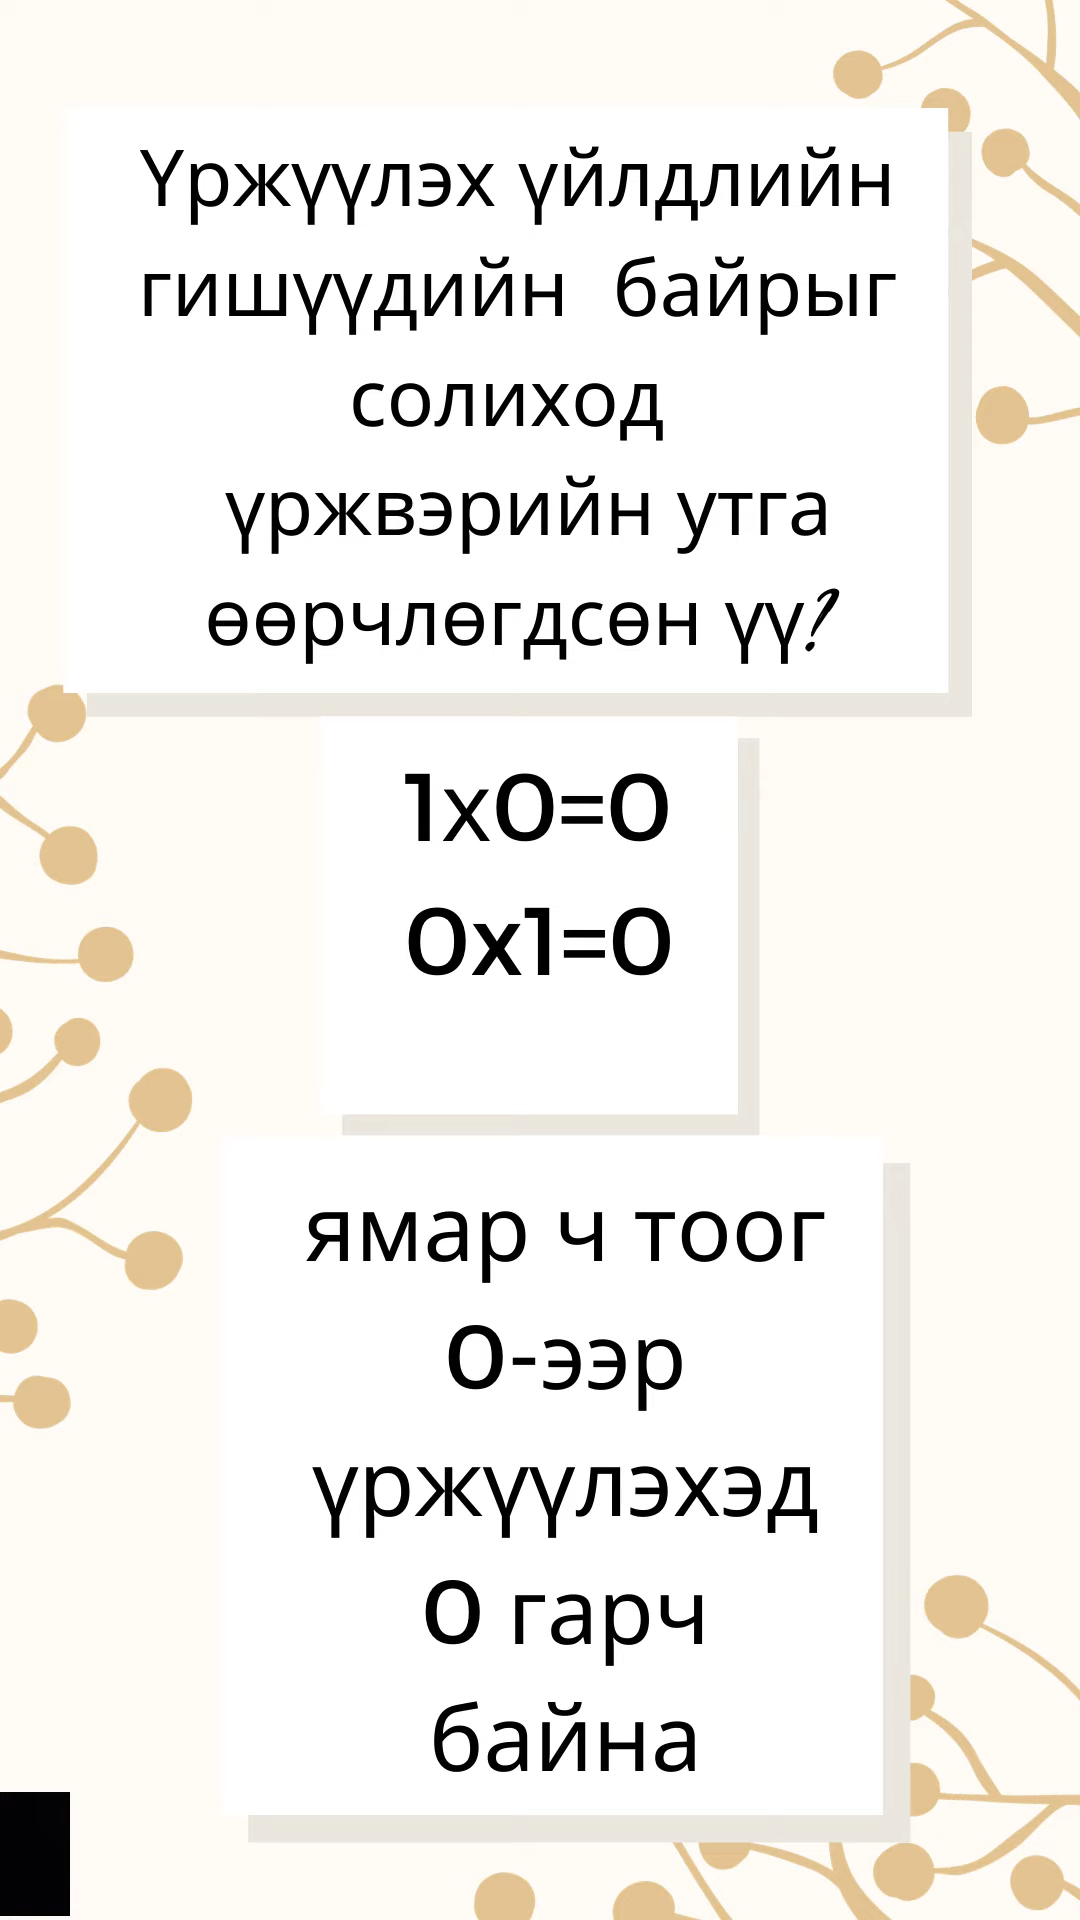 Үржүүлэх үйлдлийн
гишүүдийн байрыг
солиход
үржвэрийн утга
өөрчлөгдсөн үү?
1х0=0
0x1=0
ямар ч тоог
0-ээр
үржүүлэхэд
0 гарч
байна